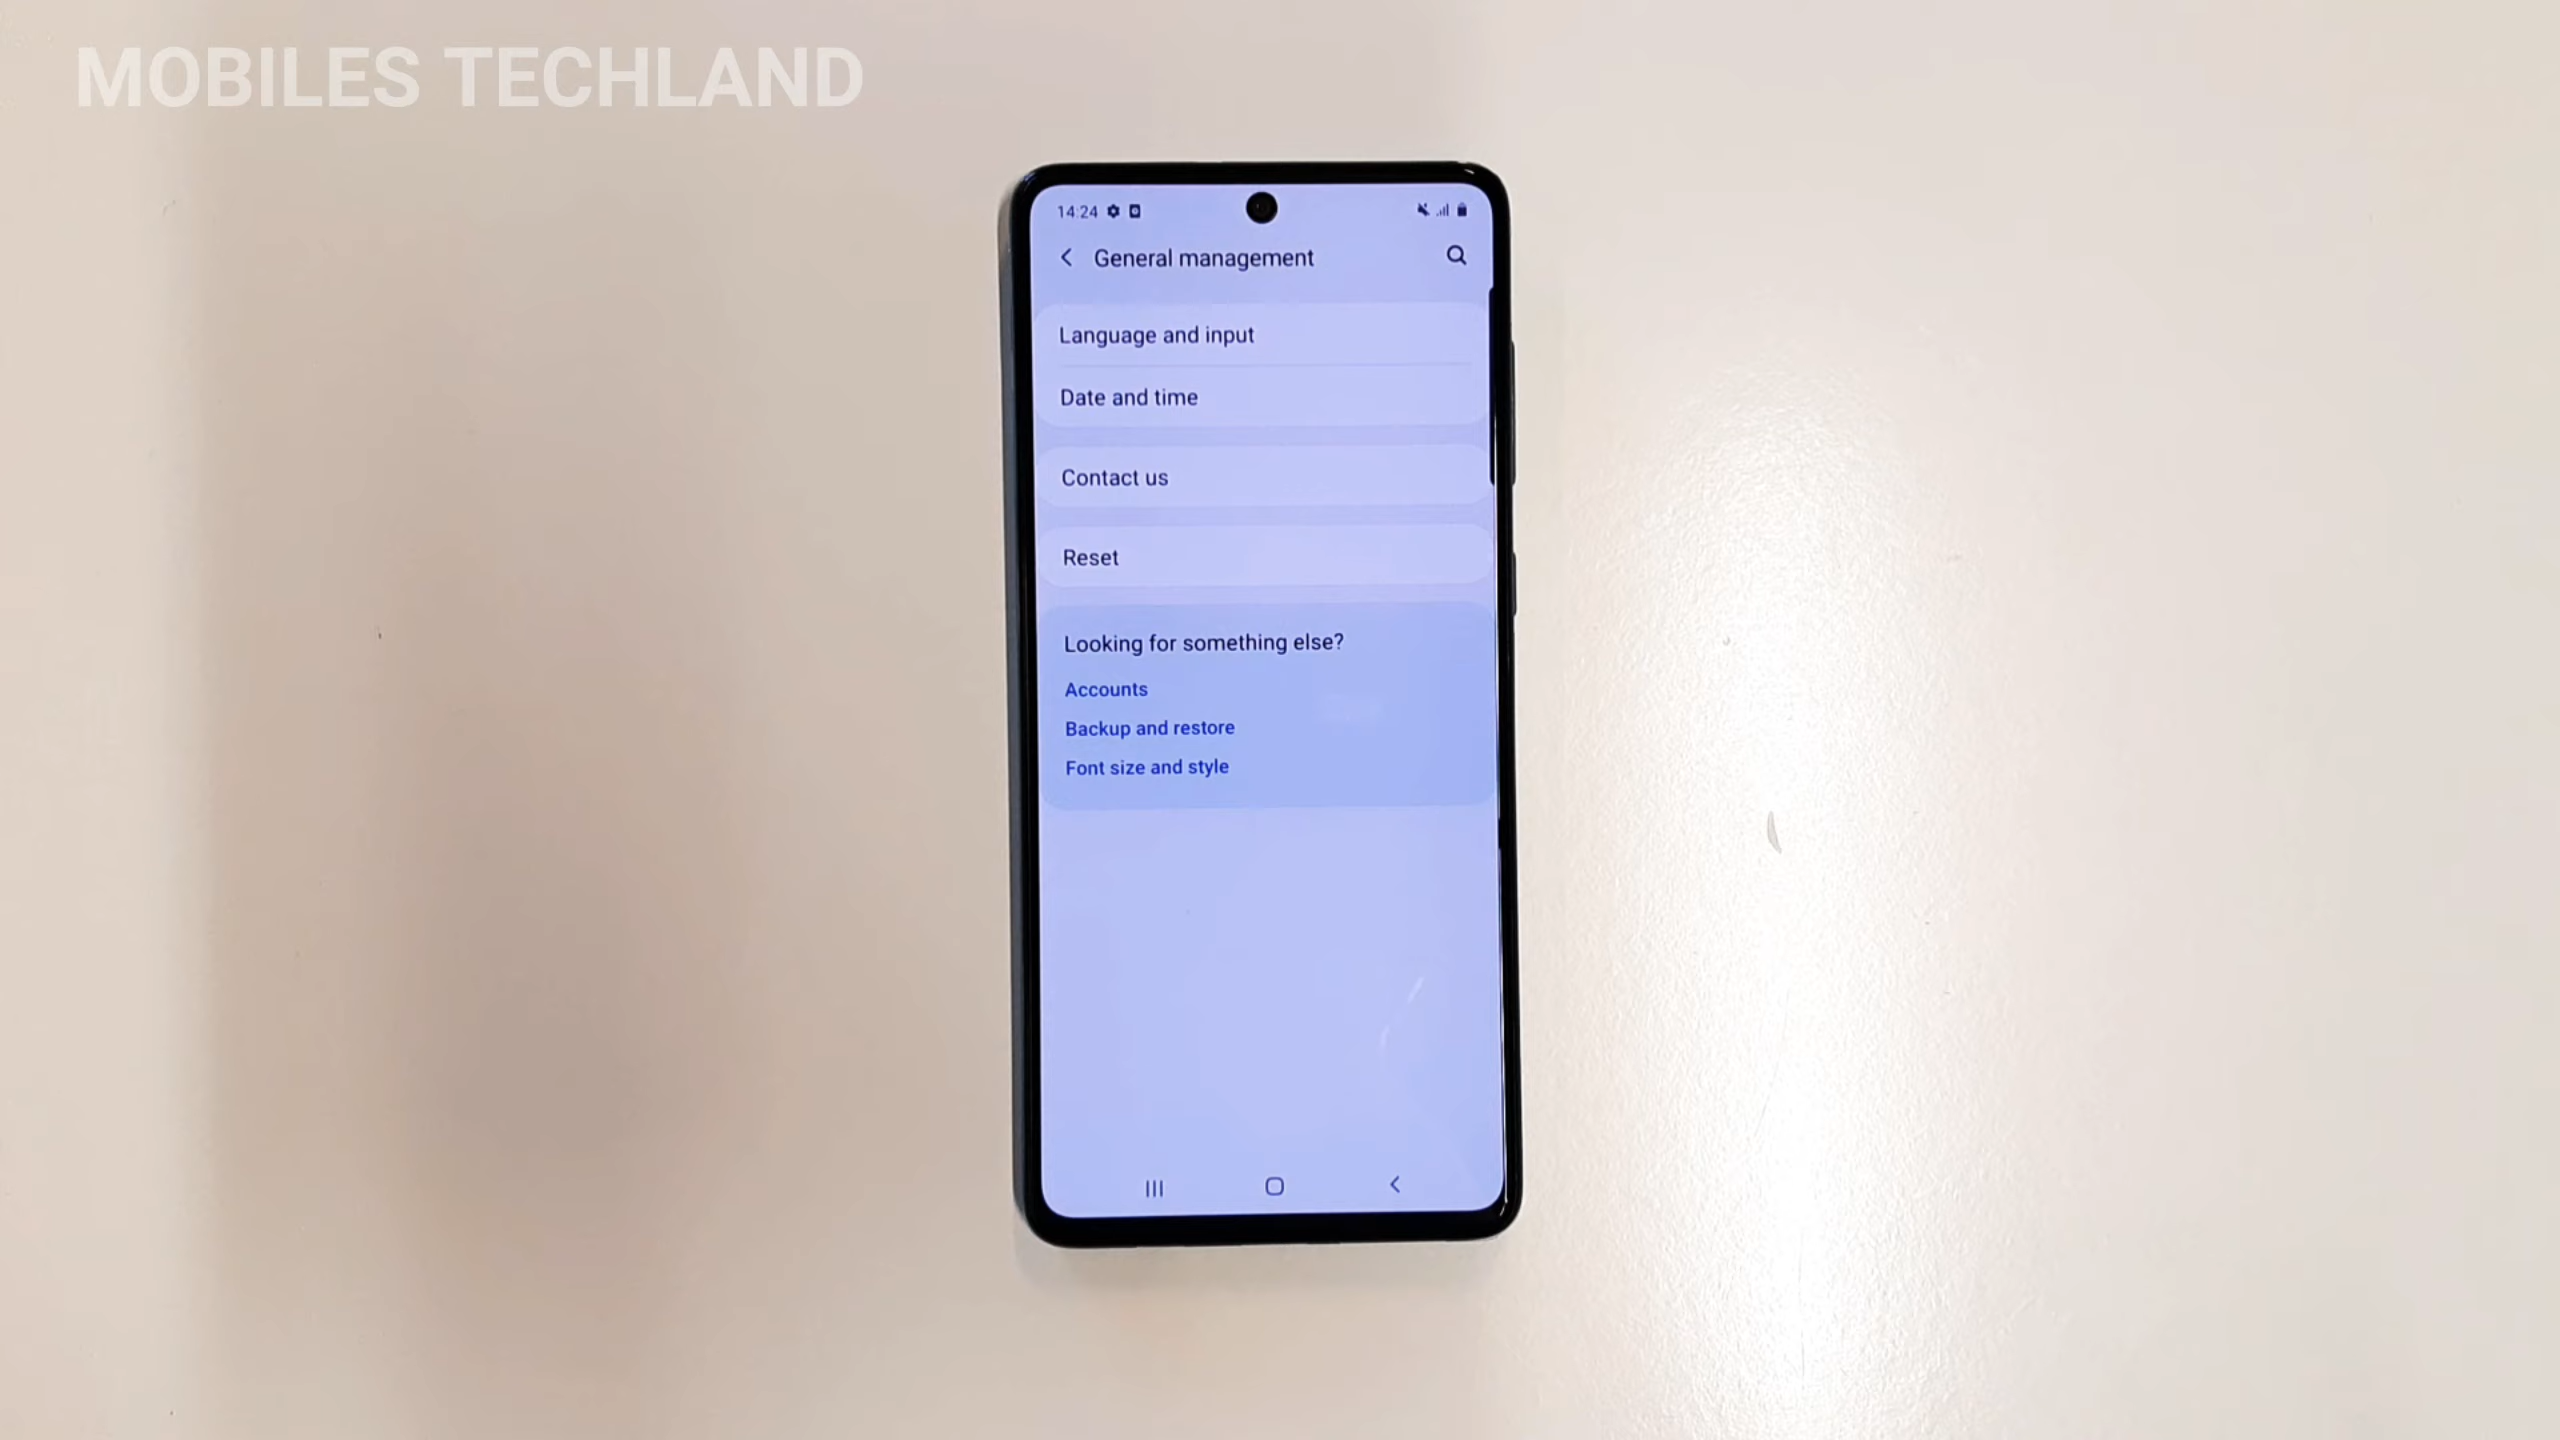 MOBILES TECHLAND
14:24
General management
Language and input
Date and time
Contact us
Reset
Looking for something else?
Accounts
Backup and restore
Font size and style